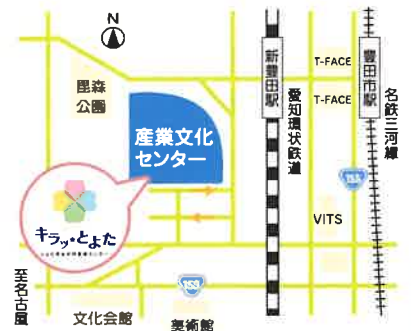 N
毘森
公園
産業文化
センター
新豊田駅
愛知環状鉄道
T-FACE
T-FACE
豊田市駅
名鉄三河線
153
VITS
キラッ・とよた
至名古屋
153
文化会館
美術館